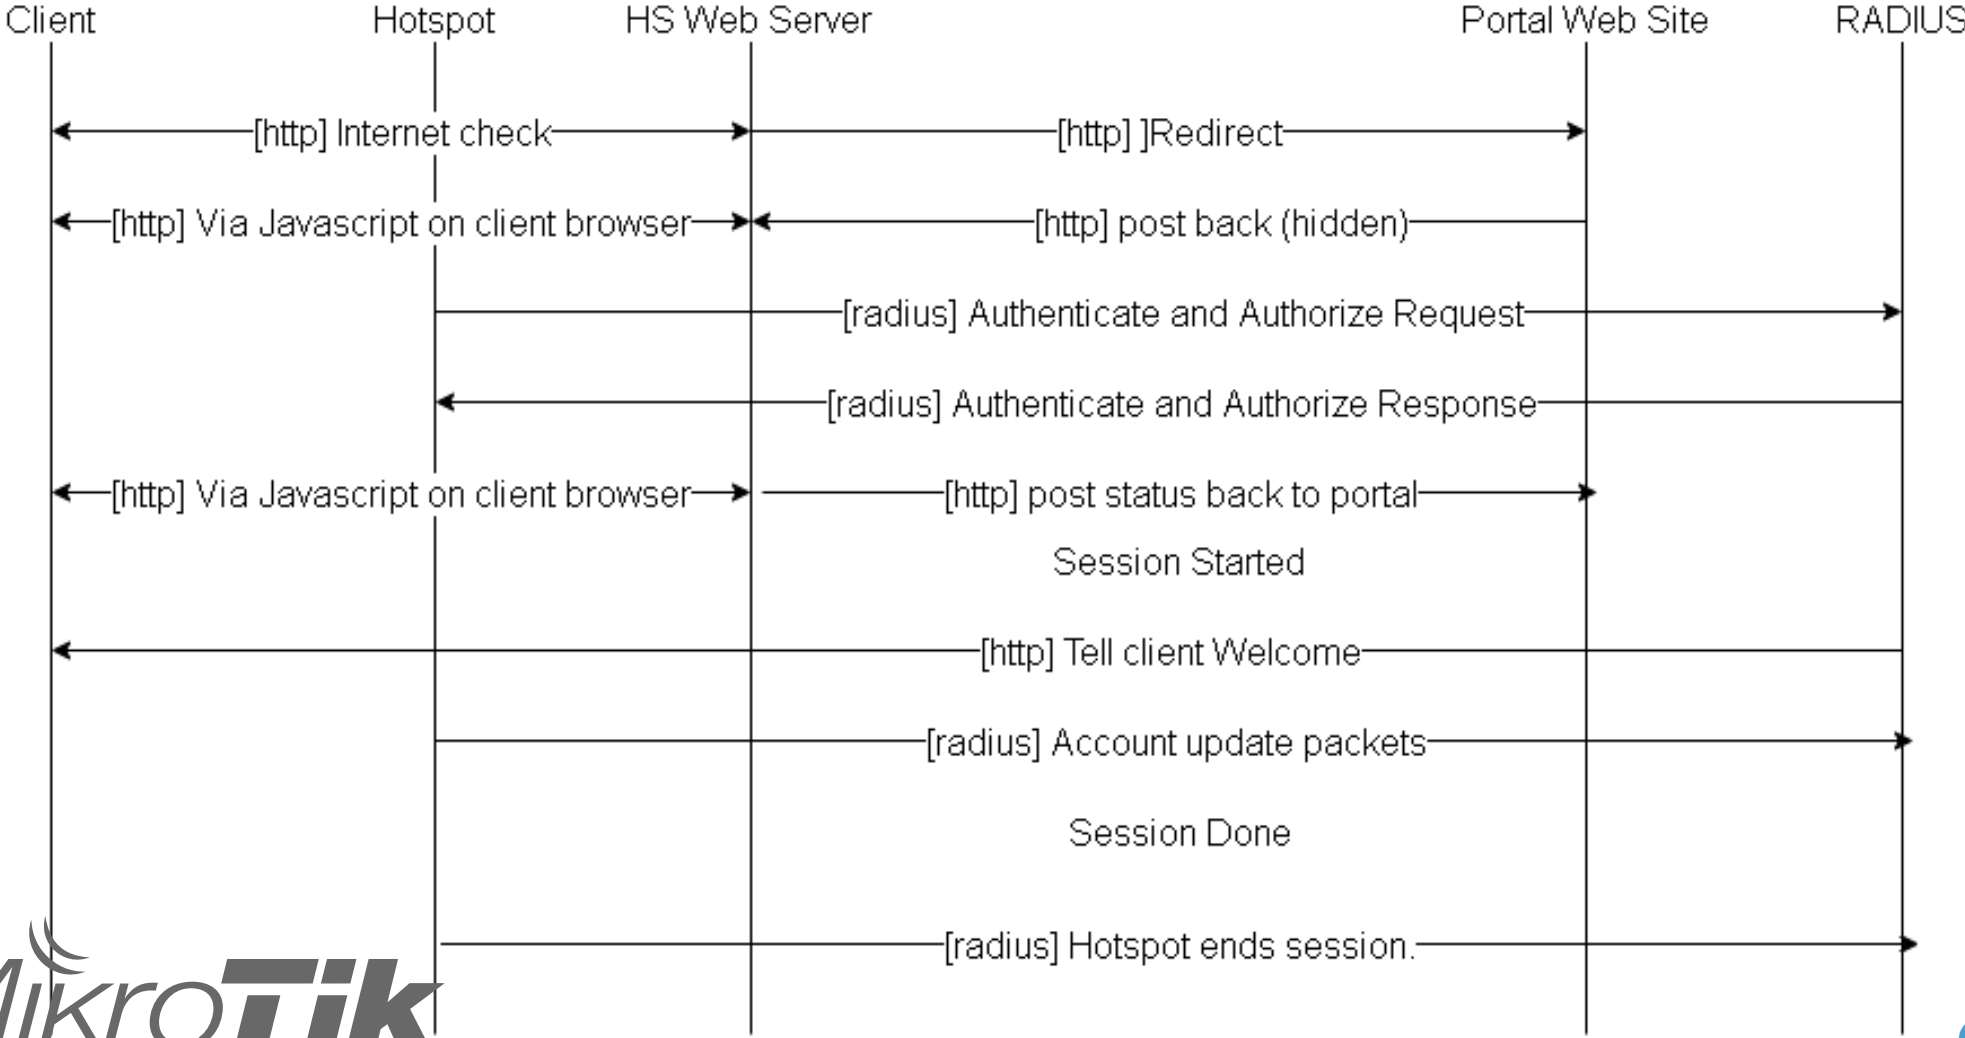 Client Hotspot HS Web Server Portal Web Site RADIUS
[http] Internet check [http] ]Redirect
[http] Via Javascript on client browser [http] post back (hidden)
[radius] Authenticate and Authorize Request
[radius] Authenticate and Authorize Response
[http] Via Javascript on client browser [http] post status back to portal
Session Started
[http] Tell client Welcome
[radius] Account update packets
Session Done
[radius] Hotspot ends session.
MikroTik